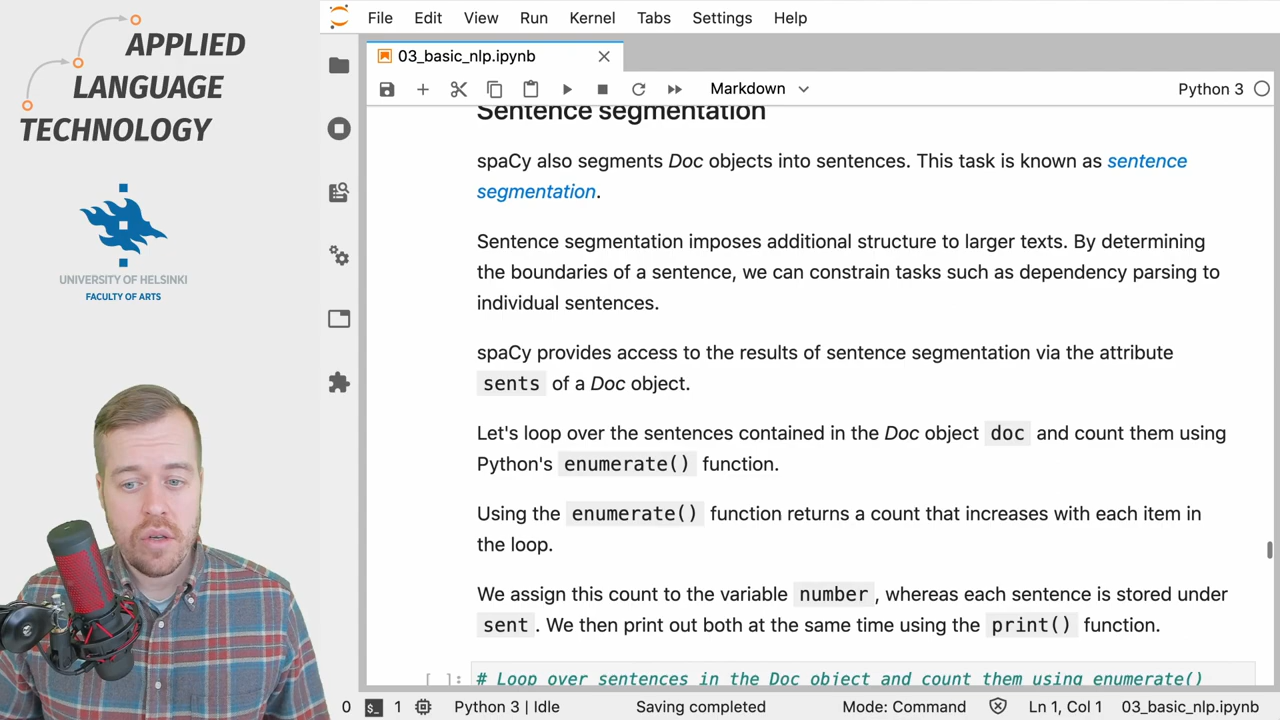 APPLIED
LANGUAGE
TECHNOLOGY
UNIVERSITY OF HELSINKI
FACULTY OF ARTS
File Edit View Run Kernel Tabs Settings Help
03_basic_nlp.ipynb
Markdown
Python 3
Sentence segmentation
spaCy also segments Doc objects into sentences. This task is known as sentence
segmentation.
Sentence segmentation imposes additional structure to larger texts. By determining
the boundaries of a sentence, we can constrain tasks such as dependency parsing to
individual sentences.
spaCy provides access to the results of sentence segmentation via the attribute
sents of a Doc object.
Let's loop over the sentences contained in the Doc object doc and count them using
Python's enumerate() function.
Using the enumerate() function returns a count that increases with each item in
the loop.
We assign this count to the variable number, whereas each sentence is stored under
sent. We then print out both at the same time using the print() function.
[ ]: # Loop over sentences in the Doc object and count them using enumerate()
0 1 Python 3 | Idle Saving completed Mode: Command Ln 1, Col 1 03_basic_nlp.ipynb